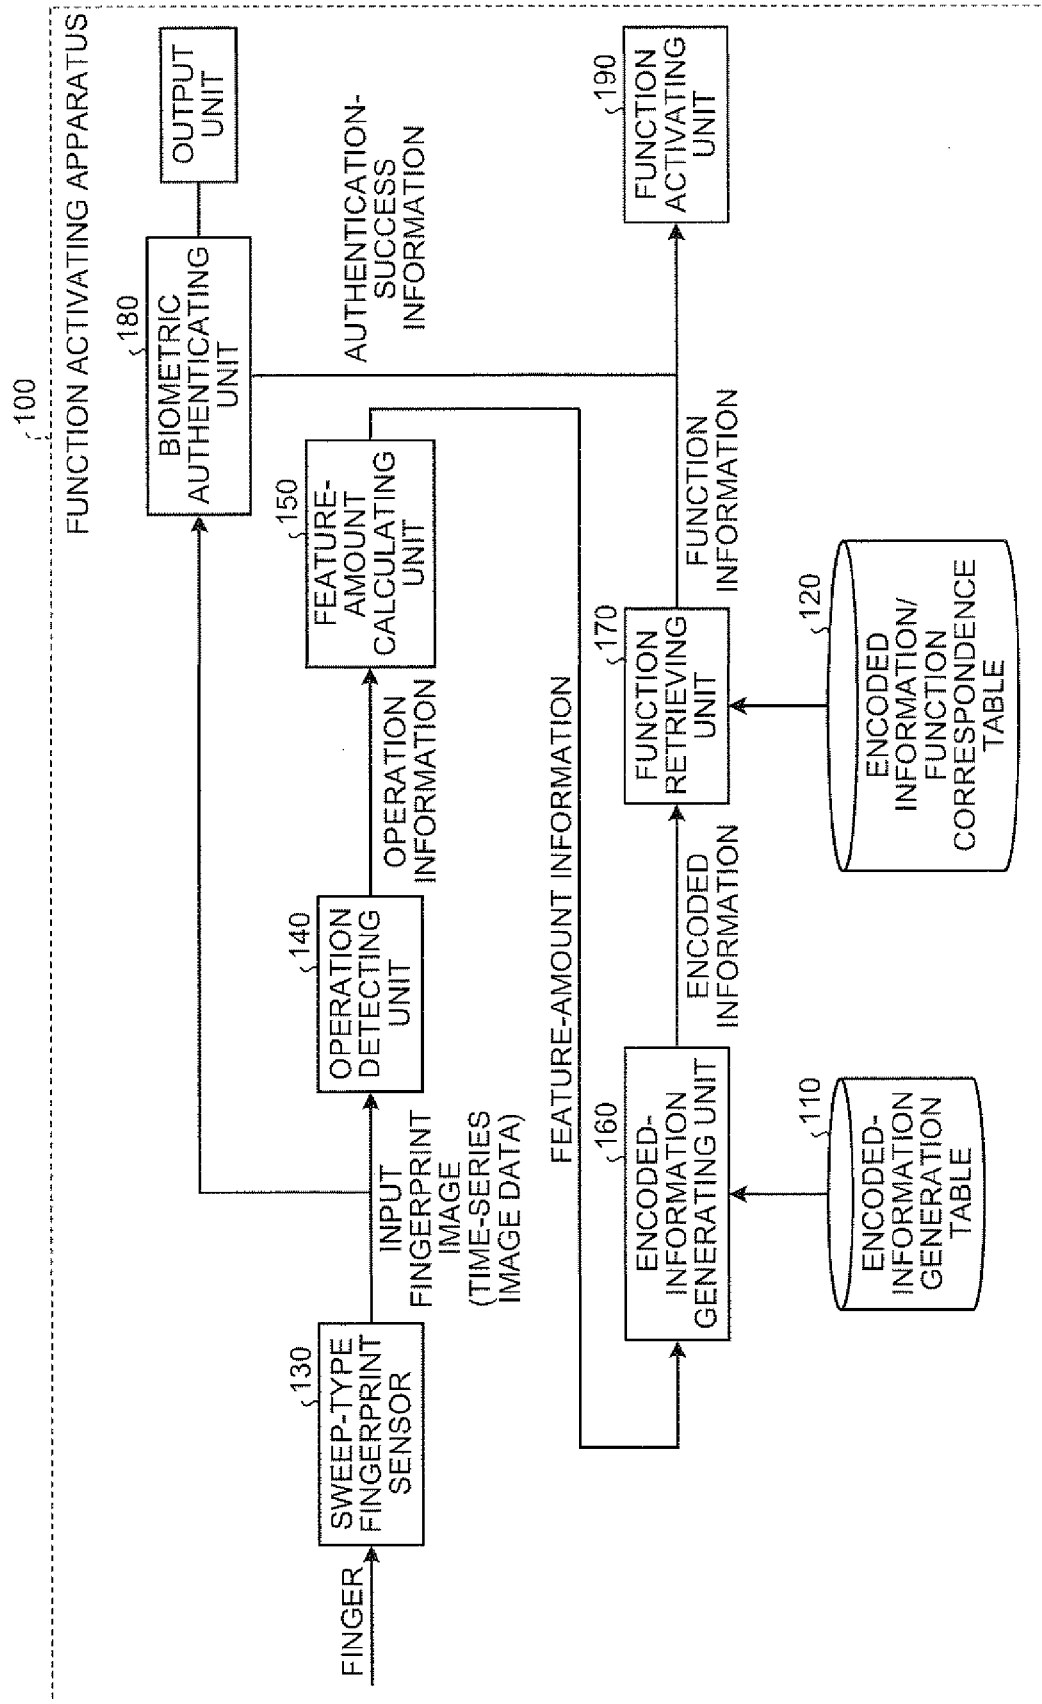 100
FUNCTION ACTIVATING APPARATUS
FINGER
130
SWEEP-TYPE
FINGERPRINT
SENSOR
INPUT
FINGERPRINT
IMAGE
(TIME-SERIES
IMAGE DATA)
140
OPERATION
DETECTING
UNIT
OPERATION
INFORMATION
150
FEATURE-
AMOUNT
CALCULATING
UNIT
180
BIOMETRIC
AUTHENTICATING
UNIT
OUTPUT
UNIT
AUTHENTICATION-
SUCCESS
INFORMATION
FEATURE-AMOUNT INFORMATION
160
ENCODED-
INFORMATION
GENERATING UNIT
ENCODED
INFORMATION
170
FUNCTION
RETRIEVING
UNIT
FUNCTION
INFORMATION
190
FUNCTION
ACTIVATING
UNIT
110
ENCODED-
INFORMATION
GENERATION
TABLE
120
ENCODED
INFORMATION/
FUNCTION
CORRESPONDENCE
TABLE